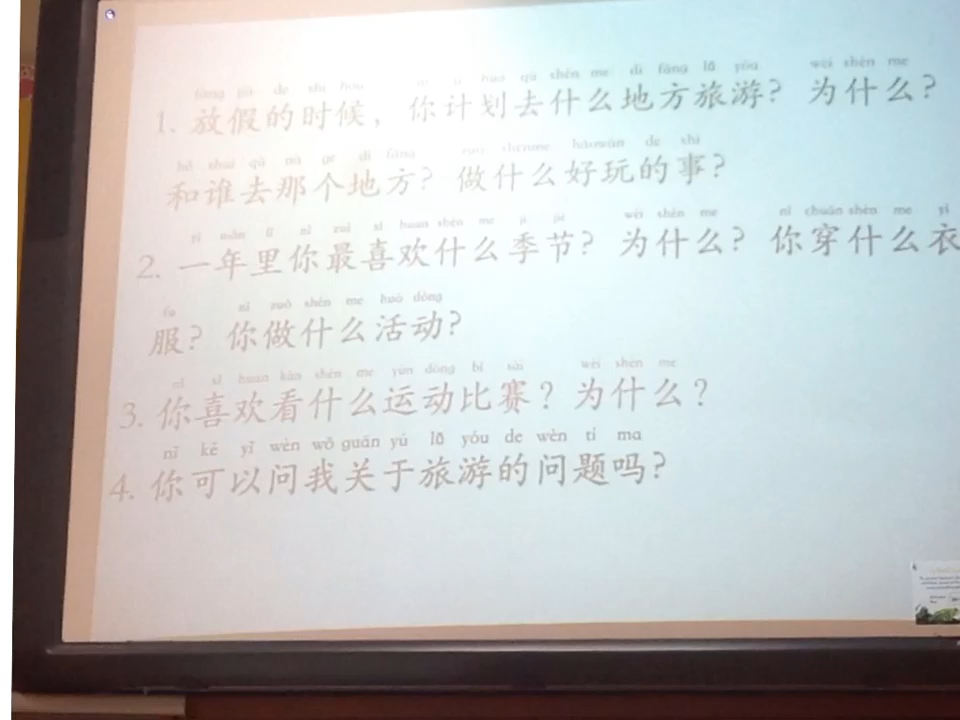 fàng jià de shí hou nǐ jì huà qù shén me dì fāng lǚ yóu wèi shén me
1. 放假的时候，你计划去什么地方旅游？为什么？
hé shuí qù nà ge dì fāng zuò shénme hǎowán de shì
和谁去那个地方？做什么好玩的事？
yì nián lǐ nǐ zuì xǐ huan shén me jì jié wèi shén me nǐ chuān shén me yī
2. 一年里你最喜欢什么季节？为什么？你穿什么衣
fu nǐ zuò shén me huó dòng
服？你做什么活动？
nǐ xǐ huan kàn shén me yùn dòng bǐ sài wèi shén me
3. 你喜欢看什么运动比赛？为什么？
nǐ kě yǐ wèn wǒ guān yú lǚ yóu de wèn tí ma
4. 你可以问我关于旅游的问题吗？